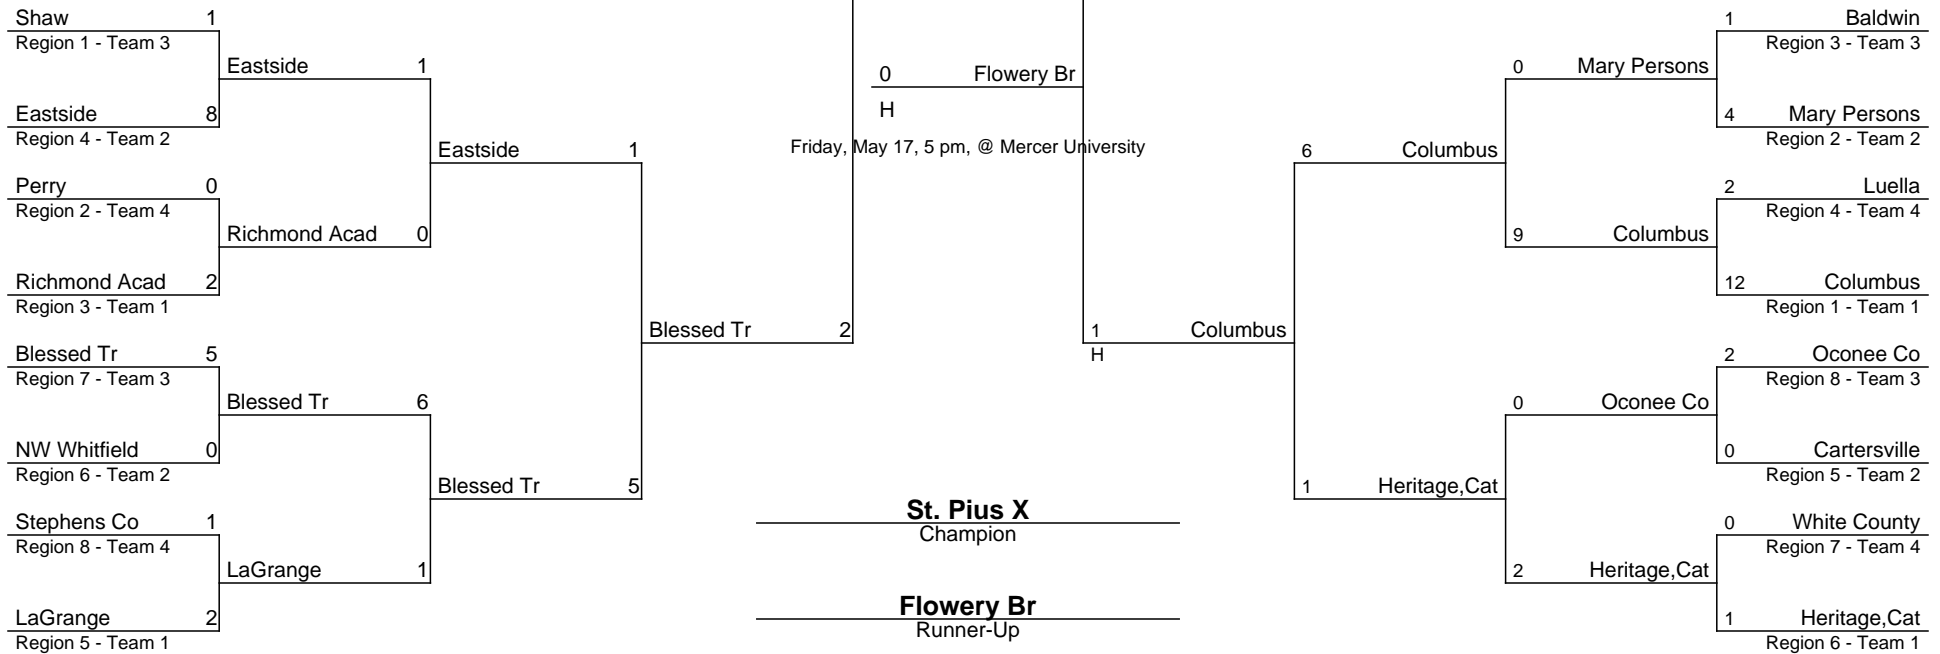 Shaw 1
Region 1 - Team 3
Eastside 1
Eastside 8
Region 4 - Team 2
Eastside 1
Perry 0
Region 2 - Team 4
Richmond Acad 0
Richmond Acad 2
Region 3 - Team 1
Blessed Tr 2
Blessed Tr 5
Region 7 - Team 3
Blessed Tr 6
NW Whitfield 0
Region 6 - Team 2
Blessed Tr 5
Stephens Co 1
Region 8 - Team 4
LaGrange 1
LaGrange 2
Region 5 - Team 1
0 Flowery Br
H
Friday, May 17, 5 pm, @ Mercer University
St. Pius X
Champion
Flowery Br
Runner-Up
1 Baldwin
Region 3 - Team 3
0 Mary Persons
4 Mary Persons
Region 2 - Team 2
6 Columbus
2 Luella
Region 4 - Team 4
9 Columbus
12 Columbus
Region 1 - Team 1
1 Columbus
H
2 Oconee Co
Region 8 - Team 3
0 Oconee Co
0 Cartersville
Region 5 - Team 2
1 Heritage,Cat
0 White County
Region 7 - Team 4
2 Heritage,Cat
1 Heritage,Cat
Region 6 - Team 1